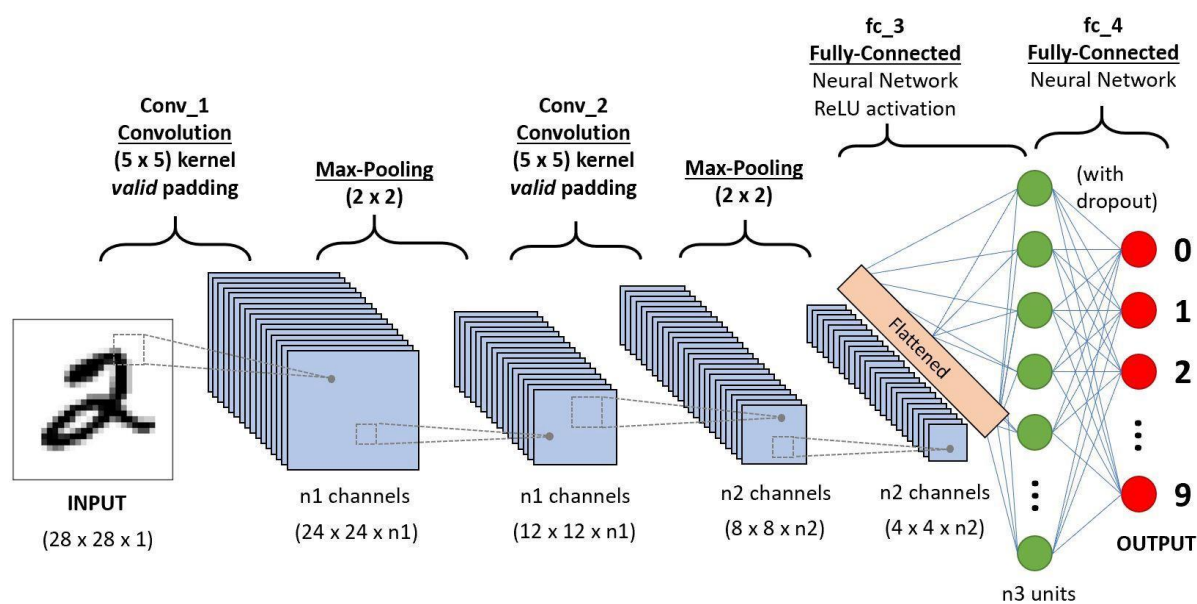 Conv_1
Convolution
(5 x 5) kernel
valid padding
Max-Pooling
(2 x 2)
Conv_2
Convolution
(5 x 5) kernel
valid padding
Max-Pooling
(2 x 2)
fc_3
Fully-Connected
Neural Network
ReLU activation
fc_4
Fully-Connected
Neural Network
(with
dropout)
Flattened
0
1
2
9
OUTPUT
2
INPUT
(28 x 28 x 1)
n1 channels
(24 x 24 x n1)
n1 channels
(12 x 12 x n1)
n2 channels
(8 x 8 x n2)
n2 channels
(4 x 4 x n2)
n3 units